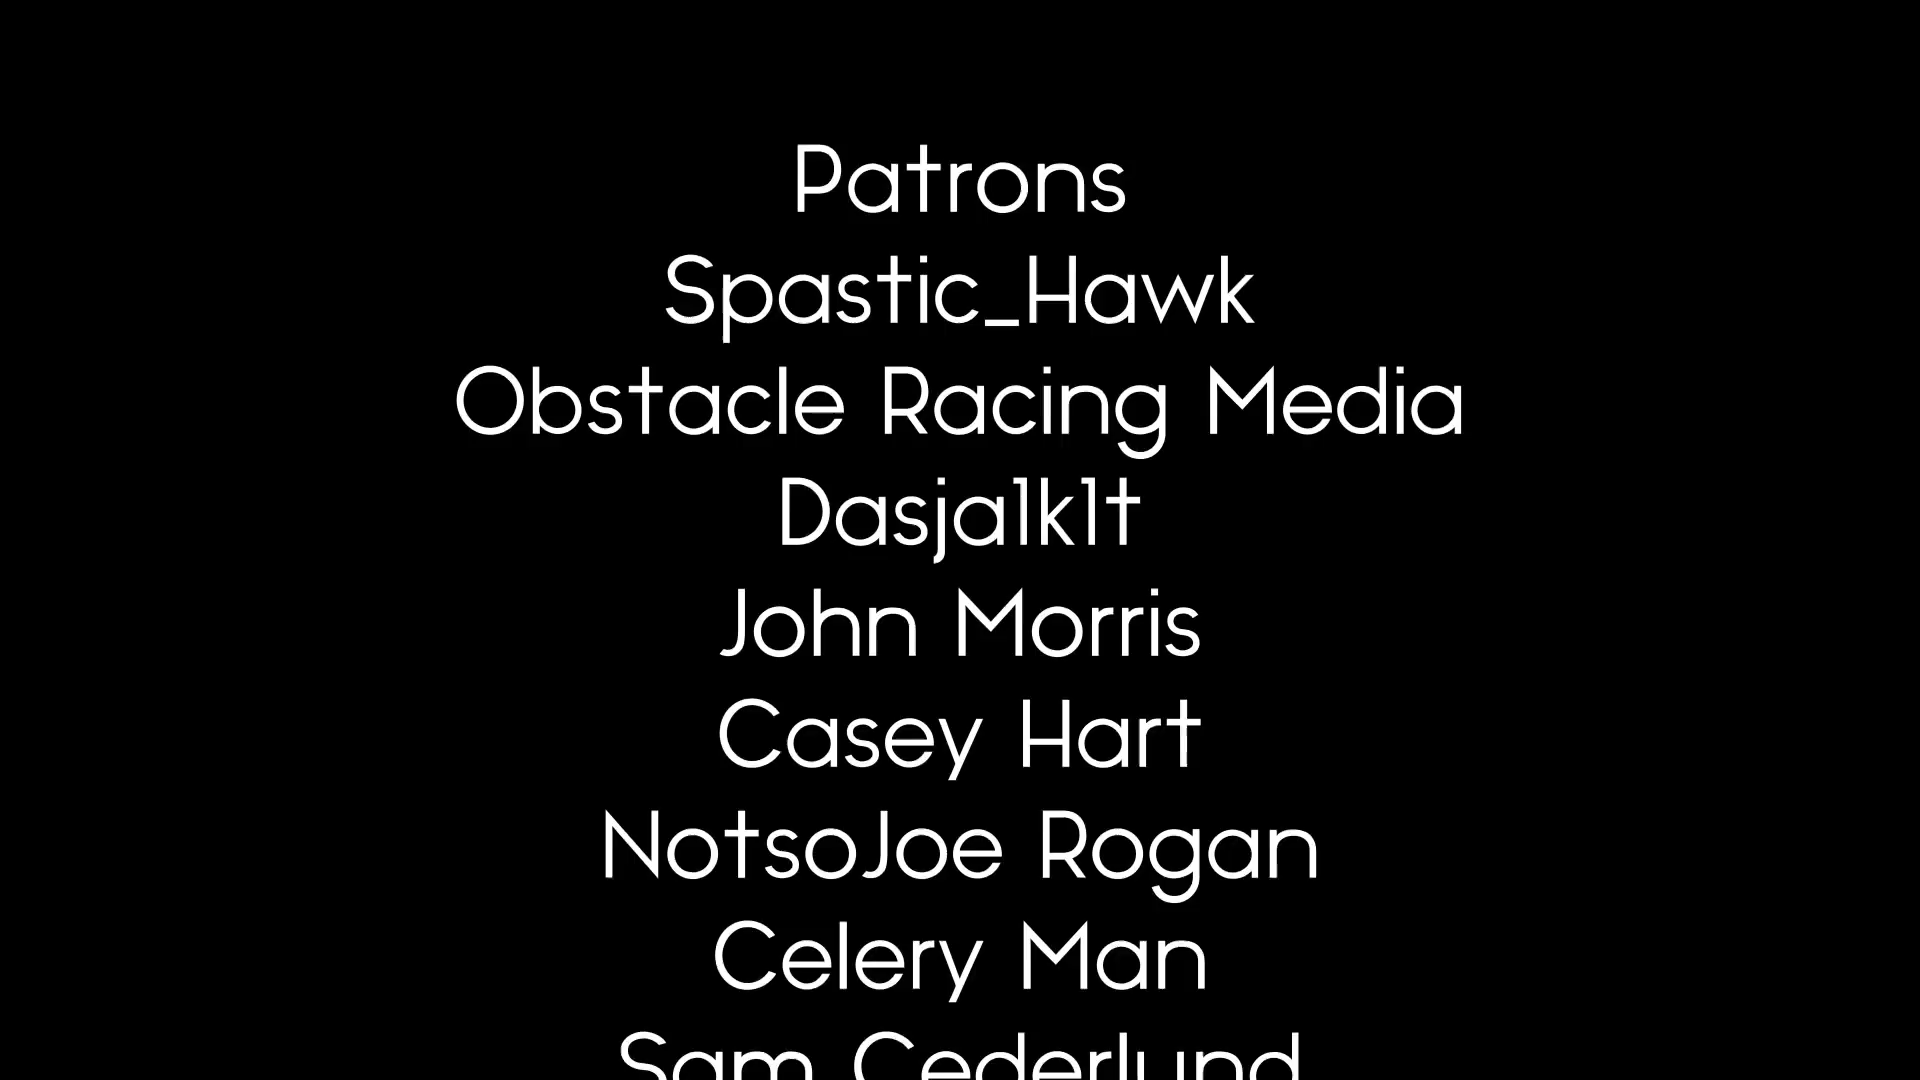 Patrons
Spastic_Hawk
Obstacle Racing Media
Dasja1k1t
John Morris
Casey Hart
NotsoJoe Rogan
Celery Man
Sam Cederlund